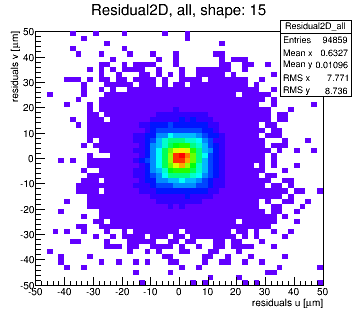 Residual2D, all, shape: 15
Residual2D_all
Entries 94859
Mean x 0.6327
Mean y 0.01096
RMS x 7.771
RMS y 8.736
residuals v [μm]
50
40
30
20
10
0
-10
-20
-30
-40
-50
-50 -40 -30 -20 -10 0 10 20 30 40 50
residuals u [μm]